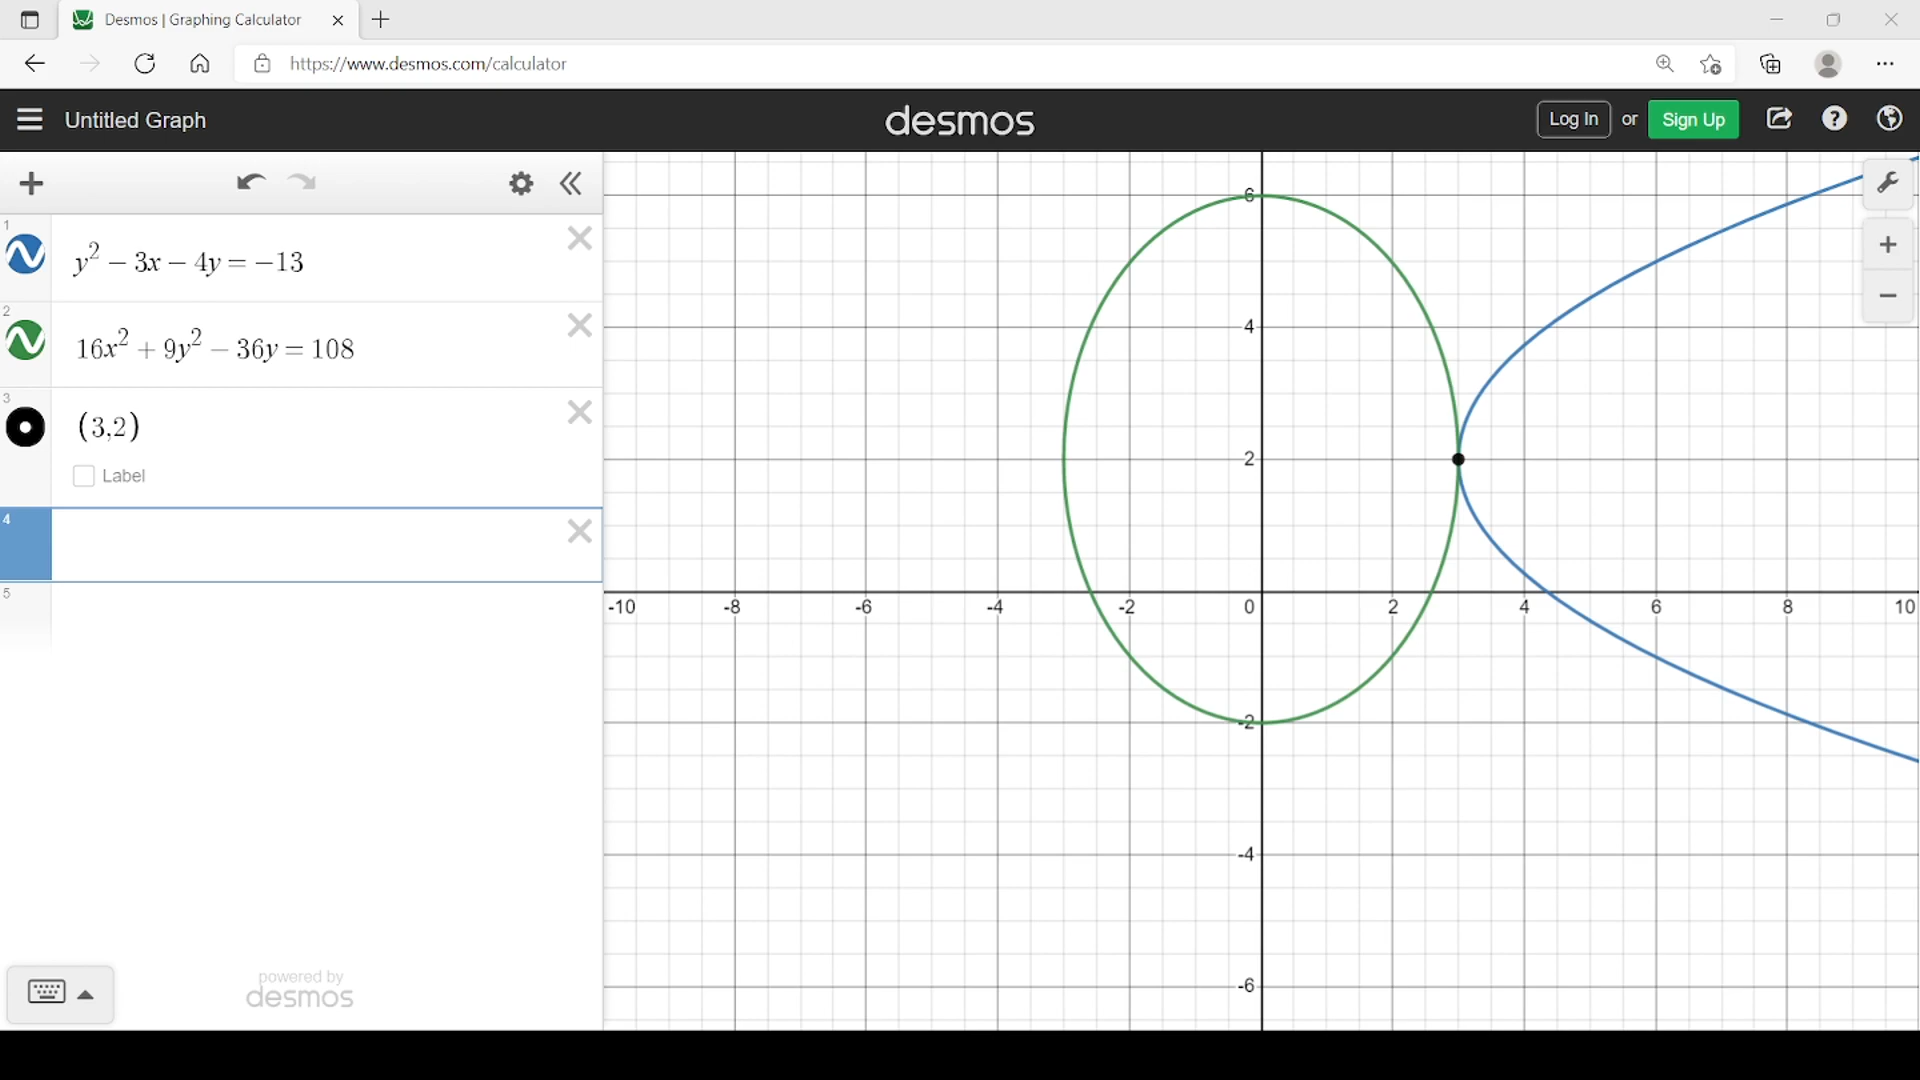 Desmos | Graphing Calculator
https://www.desmos.com/calculator
Untitled Graph
desmos
Log In or Sign Up
1
y² − 3x − 4y = −13
2
16x² + 9y² − 36y = 108
3
(3,2)
Label
4
5
powered by
desmos
6
4
2
-10 -8 -6 -4 -2 0 2 4 6 8 10
-2
-4
-6